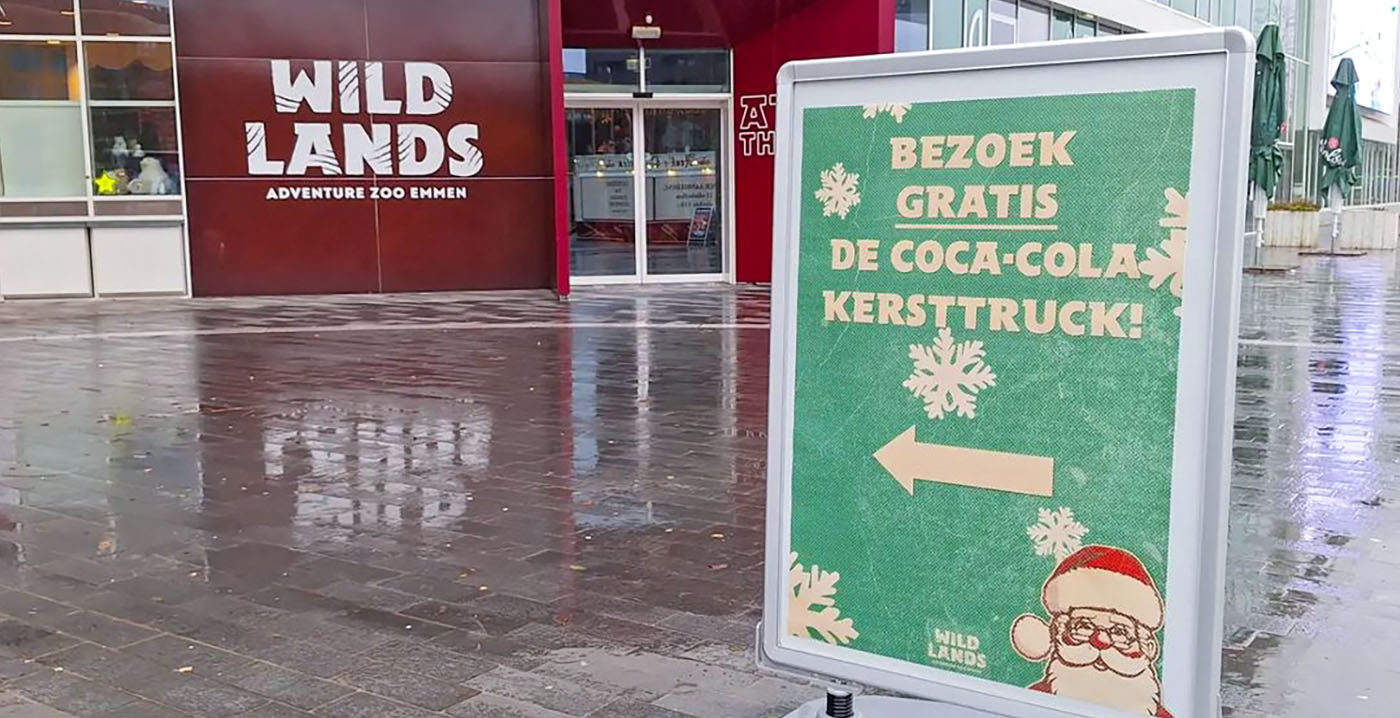 WILD
LANDS
ADVENTURE ZOO EMMEN
BEZOEK
GRATIS
DE COCA-COLA
KERSTTRUCK!
WILD
LANDS